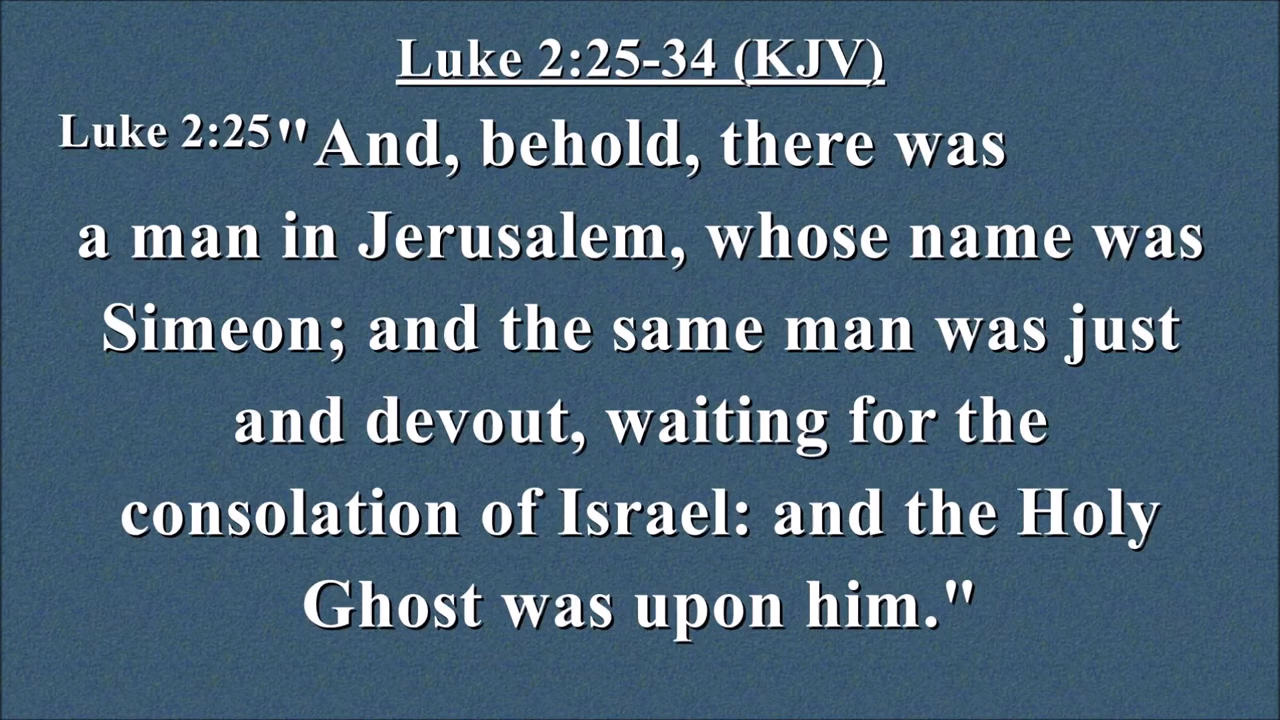 Luke 2:25-34 (KJV)
Luke 2:25"And, behold, there was
a man in Jerusalem, whose name was
Simeon; and the same man was just
and devout, waiting for the
consolation of Israel: and the Holy
Ghost was upon him."